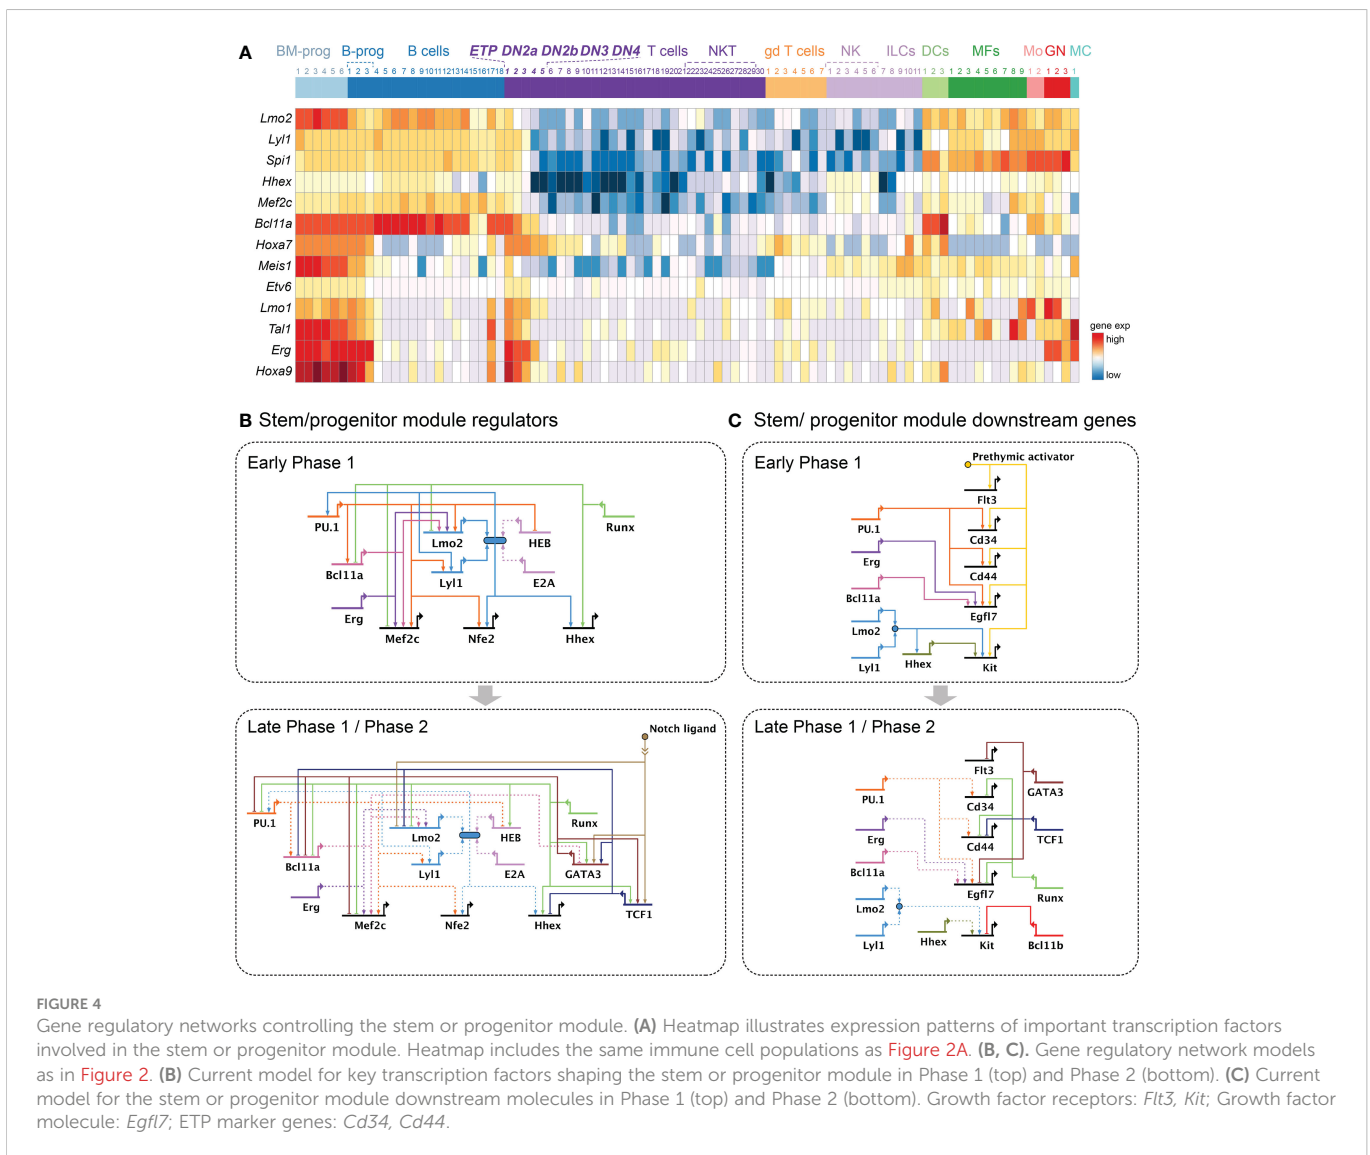 A
BM-prog B-prog B cells ETP DN2a DN2b DN3 DN4 T cells NKT gd T cells NK ILCs DCs MFs Mo GN MC
Lmo2
Lyl1
Spi1
Hhex
Mef2c
Bcl11a
Hoxa7
Meis1
Etv6
Lmo1
Tal1
Erg
Hoxa9
gene exp
high
low
B Stem/progenitor module regulators
Early Phase 1
PU.1
Lmo2
HEB
Runx
Bcl11a
Lyl1
E2A
Erg
Mef2c
Nfe2
Hhex
Late Phase 1 / Phase 2
Notch ligand
PU.1
Lmo2
HEB
Runx
Bcl11a
Lyl1
E2A
GATA3
Erg
Mef2c
Nfe2
Hhex
TCF1
C Stem/ progenitor module downstream genes
Early Phase 1
Prethymic activator
Flt3
PU.1
Cd34
Erg
Cd44
Bcl11a
Egfl7
Lmo2
Lyl1
Hhex
Kit
Late Phase 1 / Phase 2
Flt3
GATA3
PU.1
Cd34
Erg
Cd44
TCF1
Bcl11a
Egfl7
Runx
Lmo2
Lyl1
Hhex
Kit
Bcl11b
FIGURE 4
Gene regulatory networks controlling the stem or progenitor module. (A) Heatmap illustrates expression patterns of important transcription factors
involved in the stem or progenitor module. Heatmap includes the same immune cell populations as Figure 2A. (B, C). Gene regulatory network models
as in Figure 2. (B) Current model for key transcription factors shaping the stem or progenitor module in Phase 1 (top) and Phase 2 (bottom). (C) Current
model for the stem or progenitor module downstream molecules in Phase 1 (top) and Phase 2 (bottom). Growth factor receptors: Flt3, Kit; Growth factor
molecule: Egfl7; ETP marker genes: Cd34, Cd44.